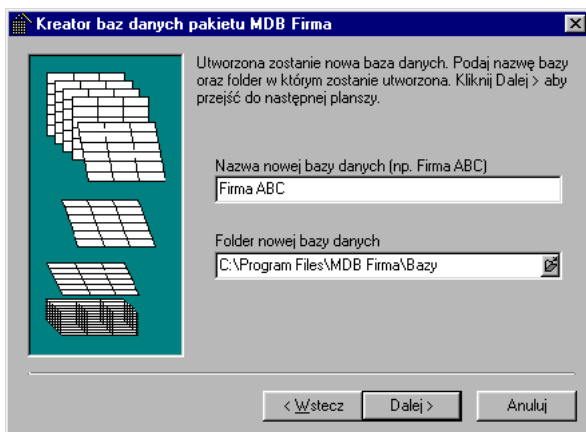 Kreator baz danych pakietu MDB Firma
Utworzona zostanie nowa baza danych. Podaj nazwę bazy
oraz folder w którym zostanie utworzona. Kliknij Dalej > aby
przejść do następnej planszy.
Nazwa nowej bazy danych (np. Firma ABC)
Firma ABC
Folder nowej bazy danych
C:\Program Files\MDB Firma\Bazy
< Wstecz
Dalej >
Anuluj